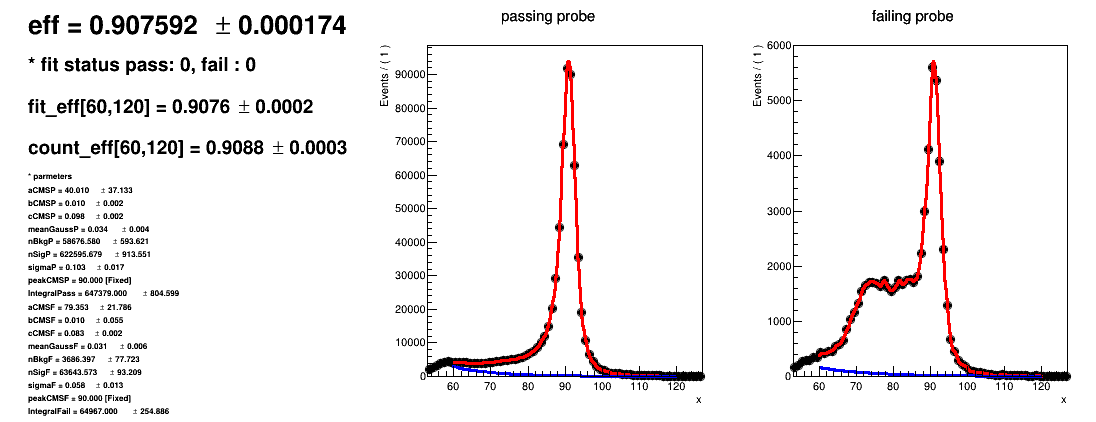 eff = 0.907592 ± 0.000174
* fit status pass: 0, fail : 0
fit_eff[60,120] = 0.9076 ± 0.0002
count_eff[60,120] = 0.9088 ± 0.0003
* parmeters
aCMSP = 40.010 ± 37.133
bCMSP = 0.010 ± 0.002
cCMSP = 0.098 ± 0.002
meanGaussP = 0.034 ± 0.004
nBkgP = 58676.580 ± 593.621
nSigP = 622595.679 ± 913.551
sigmaP = 0.103 ± 0.017
peakCMSP = 90.000 [Fixed]
IntegralPass = 647379.000 ± 804.599
aCMSF = 79.353 ± 21.786
bCMSF = 0.010 ± 0.055
cCMSF = 0.083 ± 0.002
meanGaussF = 0.031 ± 0.006
nBkgF = 3686.397 ± 77.723
nSigF = 63643.573 ± 93.209
sigmaF = 0.058 ± 0.013
peakCMSF = 90.000 [Fixed]
IntegralFail = 64967.000 ± 254.886
passing probe
Events / ( 1 )
90000
80000
70000
60000
50000
40000
30000
20000
10000
0
60 70 80 90 100 110 120
x
failing probe
Events / ( 1 )
6000
5000
4000
3000
2000
1000
0
60 70 80 90 100 110 120
x